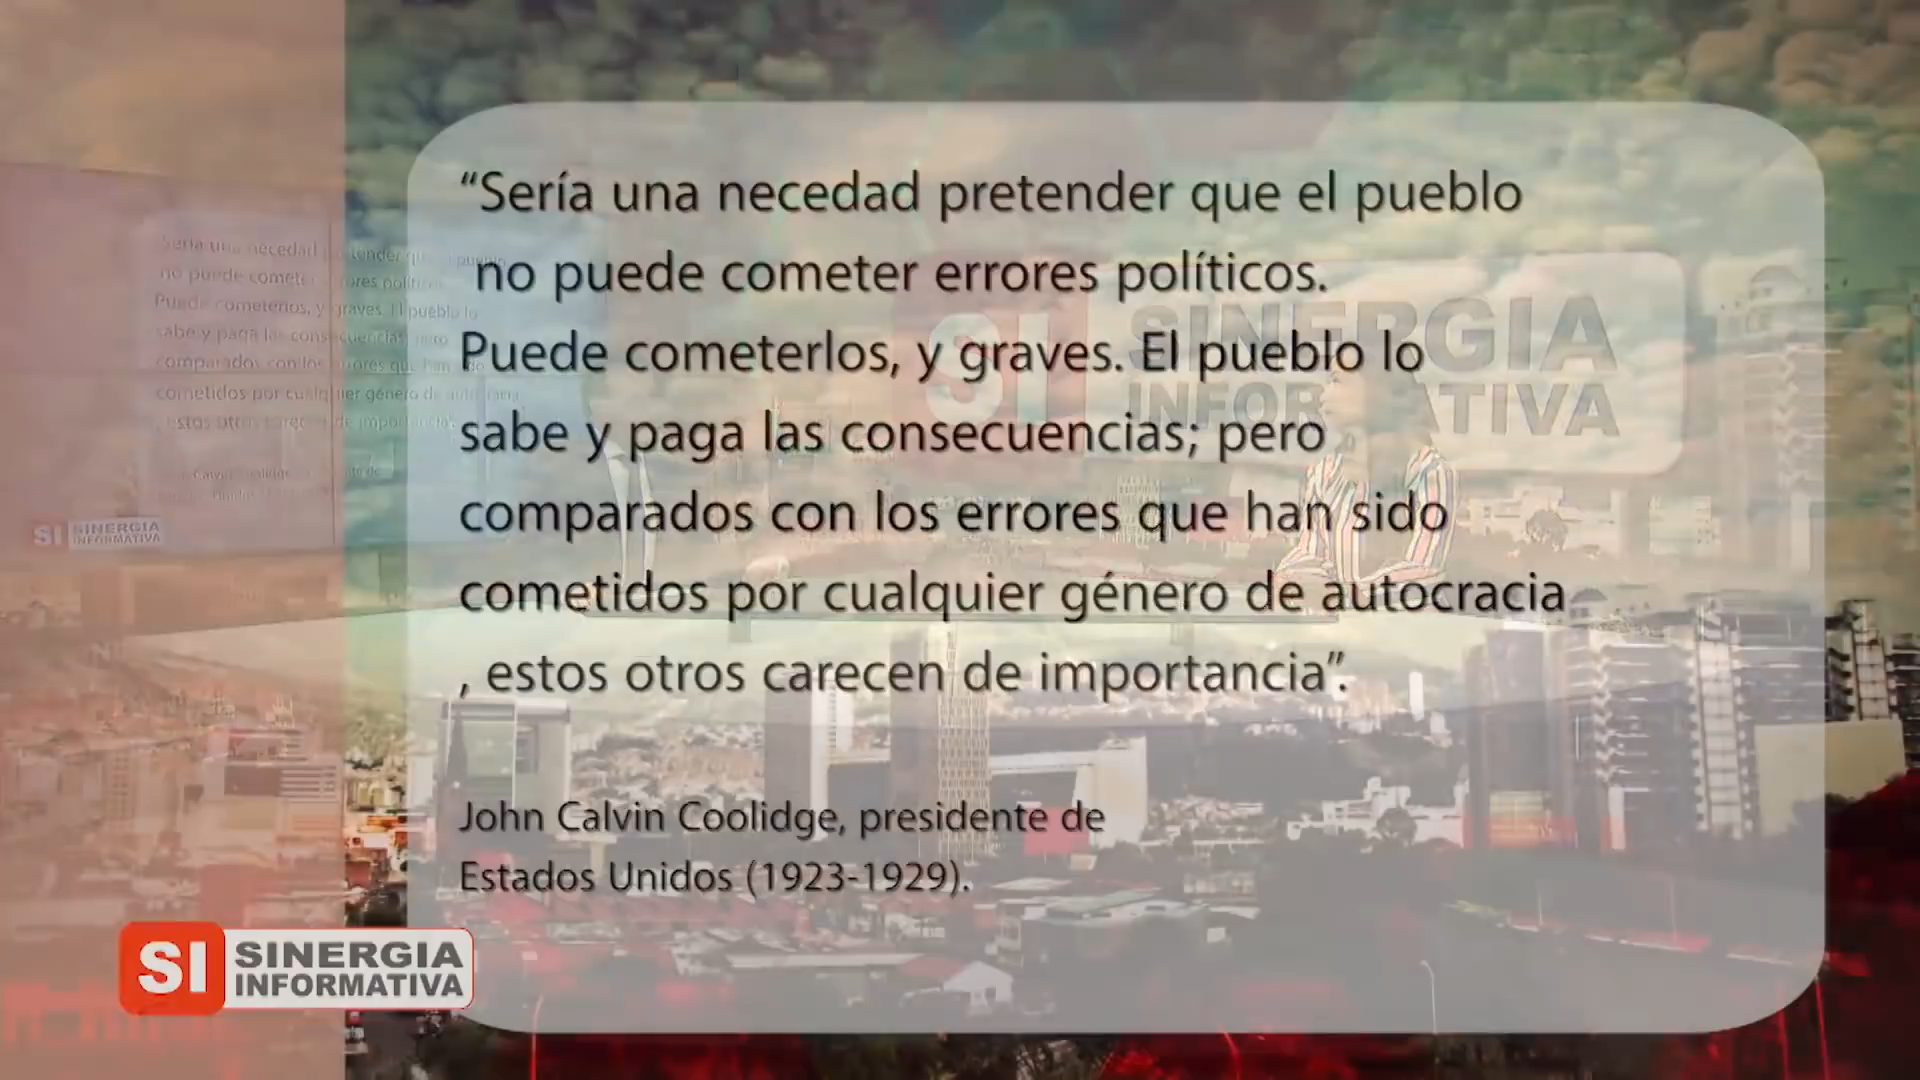 “Sería una necedad pretender que el pueblo
no puede cometer errores políticos.
Puede cometerlos, y graves. El pueblo lo
sabe y paga las consecuencias; pero
comparados con los errores que han sido
cometidos por cualquier género de autocracia
, estos otros carecen de importancia”.
John Calvin Coolidge, presidente de
Estados Unidos (1923-1929).
SI SINERGIA
INFORMATIVA
SI SINERGIA
INFORMATIVA
SI SINERGIA
INFORMATIVA